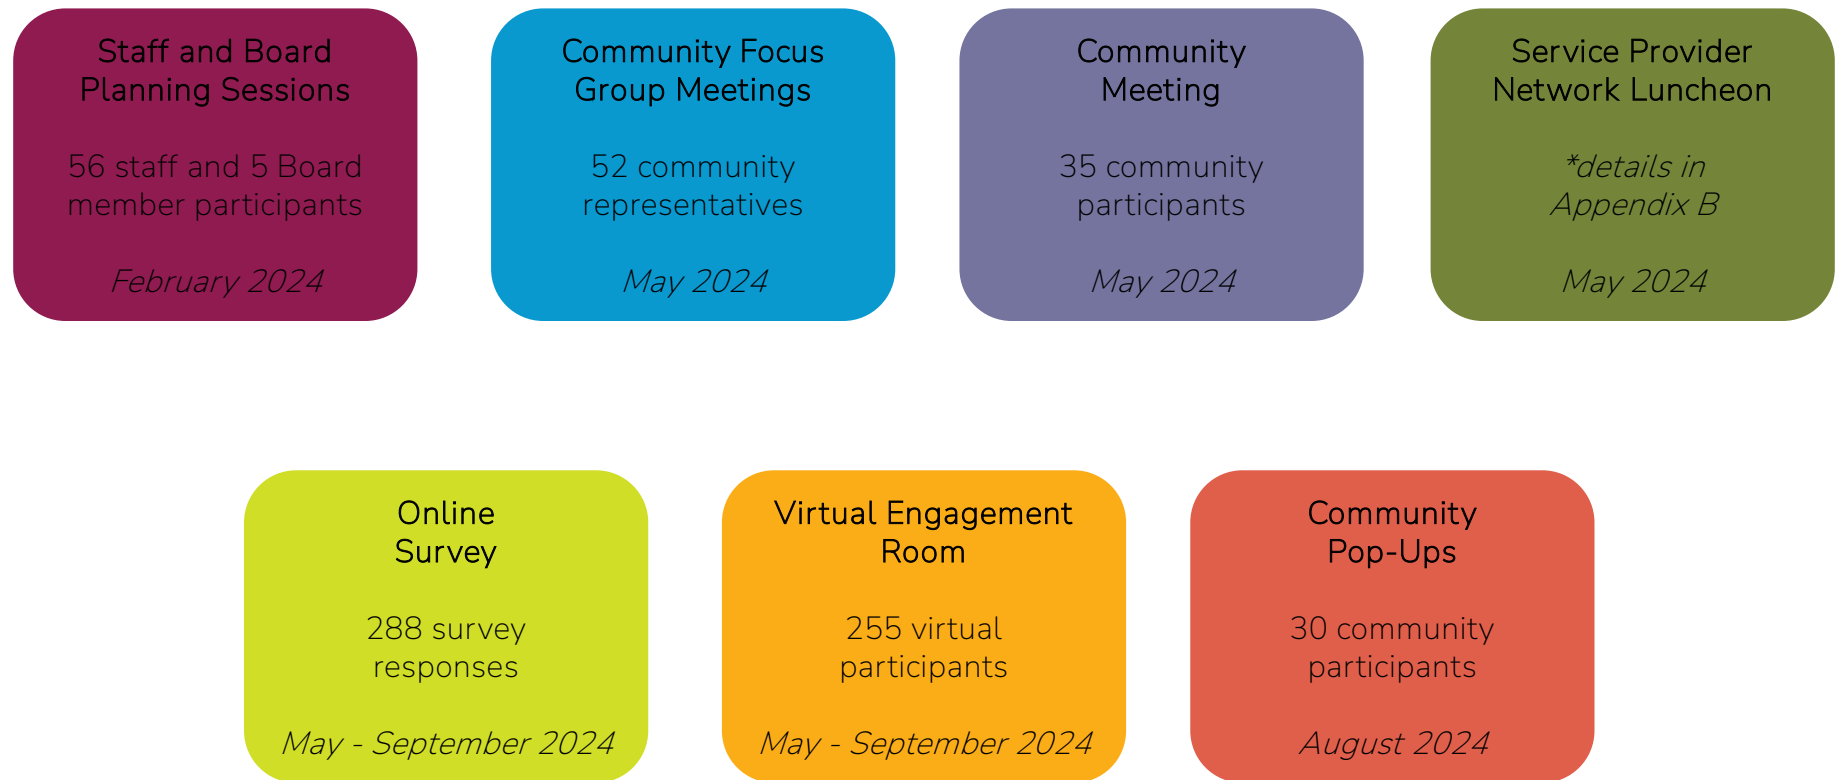 Staff and Board
Planning Sessions
56 staff and 5 Board
member participants
February 2024
Community Focus
Group Meetings
52 community
representatives
May 2024
Community
Meeting
35 community
participants
May 2024
Service Provider
Network Luncheon
*details in
Appendix B
May 2024
Online
Survey
288 survey
responses
May - September 2024
Virtual Engagement
Room
255 virtual
participants
May - September 2024
Community
Pop-Ups
30 community
participants
August 2024